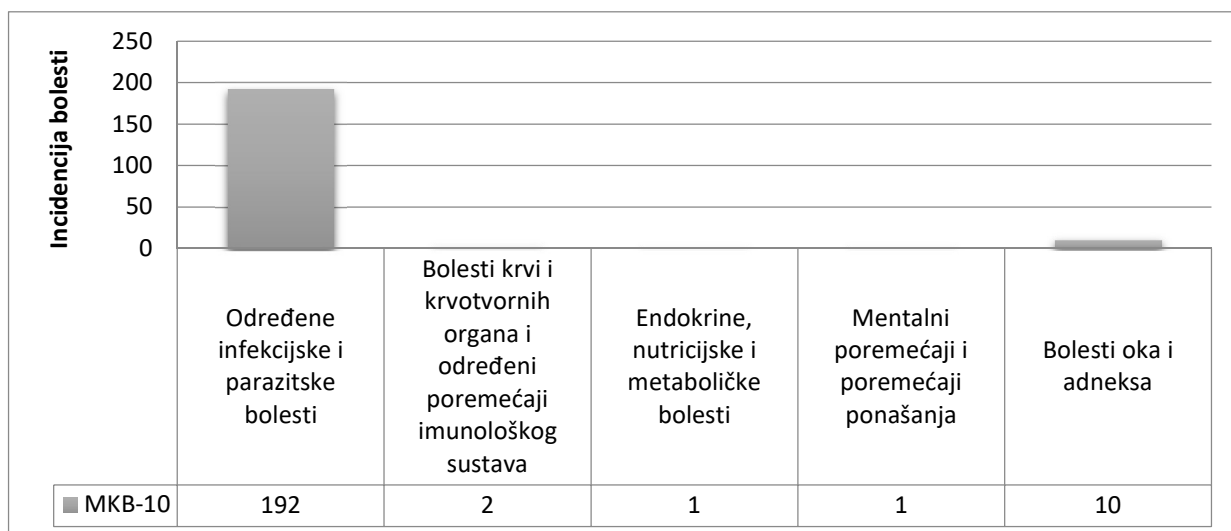 Incidencija bolesti
250
200
150
100
50
0
Određene
infekcijske i
parazitske
bolesti
Bolesti krvi i
krvotvornih
organa i
određeni
poremećaji
imunološkog
sustava
Endokrine,
nutricijske i
metaboličke
bolesti
Mentalni
poremećaji i
poremećaji
ponašanja
Bolesti oka i
adneksa
MKB-10 192 2 1 1 10